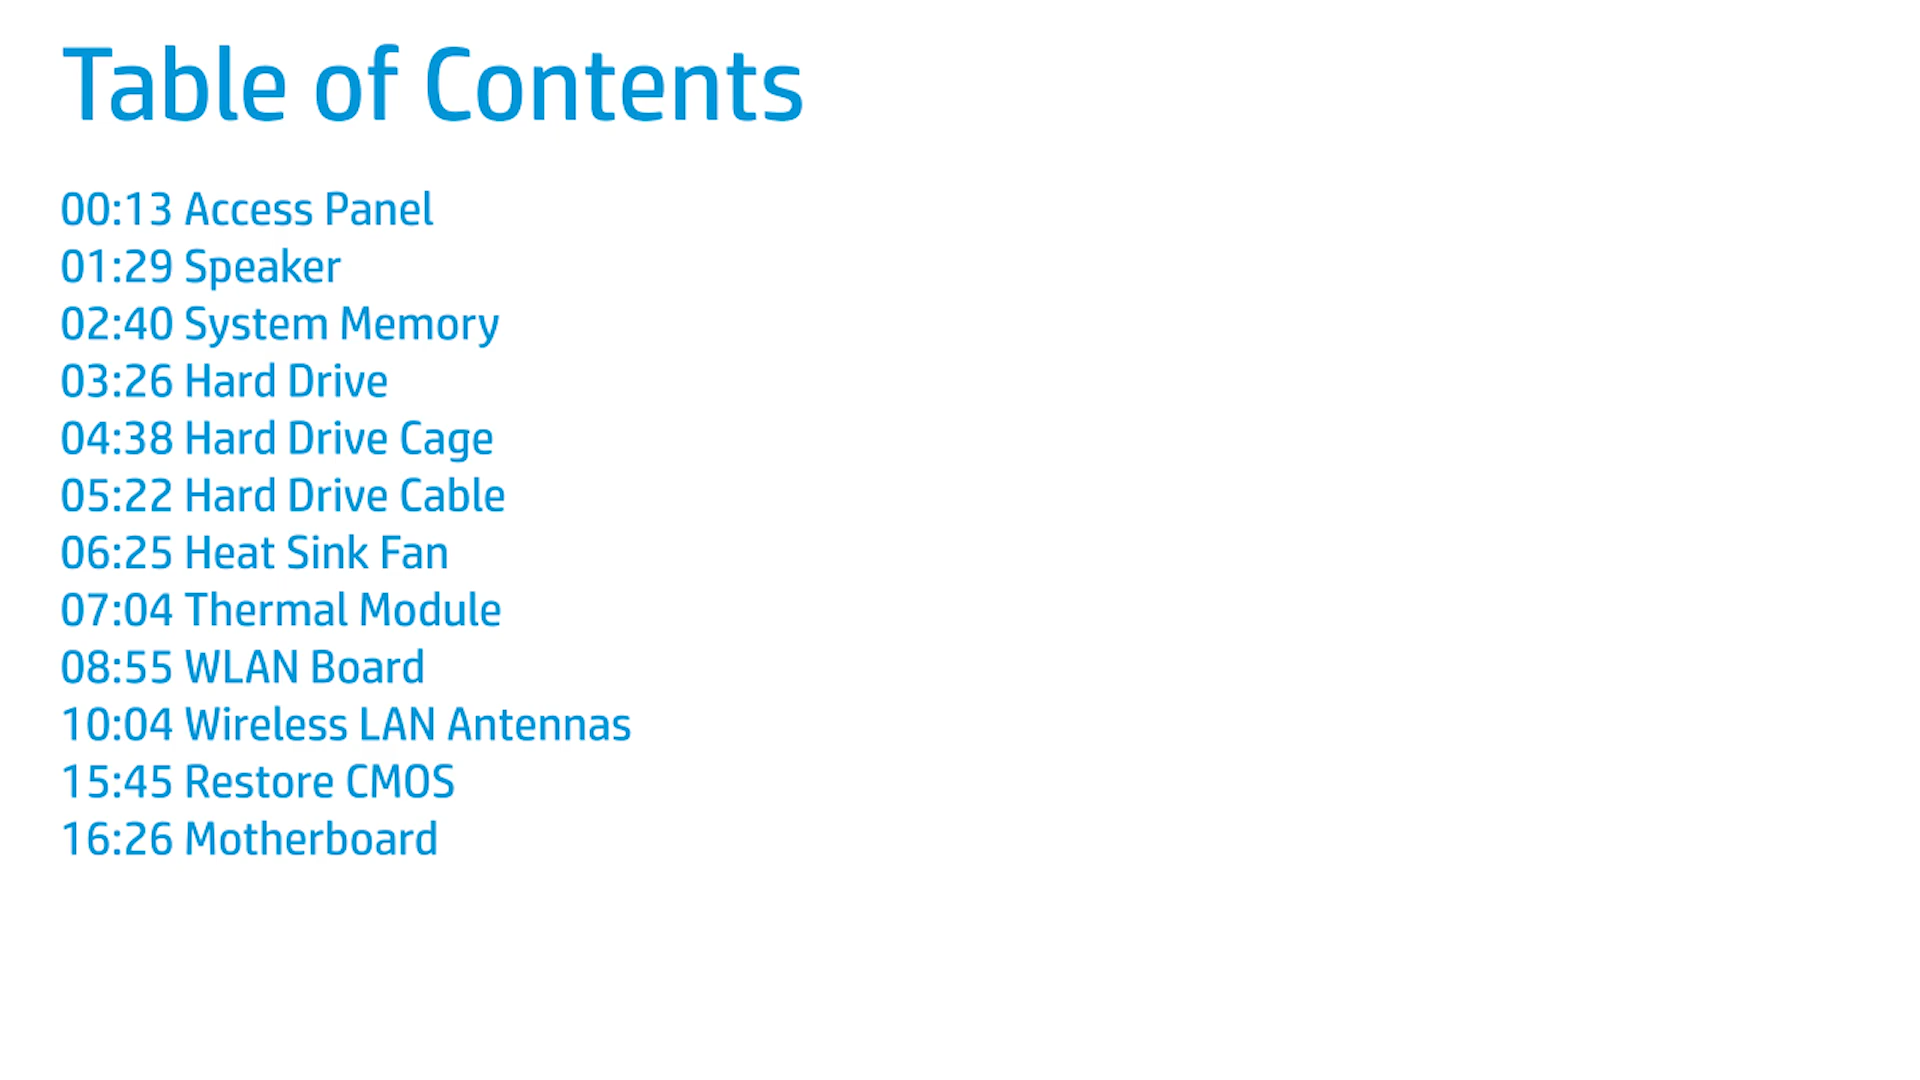 Table of Contents
00:13 Access Panel
01:29 Speaker
02:40 System Memory
03:26 Hard Drive
04:38 Hard Drive Cage
05:22 Hard Drive Cable
06:25 Heat Sink Fan
07:04 Thermal Module
08:55 WLAN Board
10:04 Wireless LAN Antennas
15:45 Restore CMOS
16:26 Motherboard